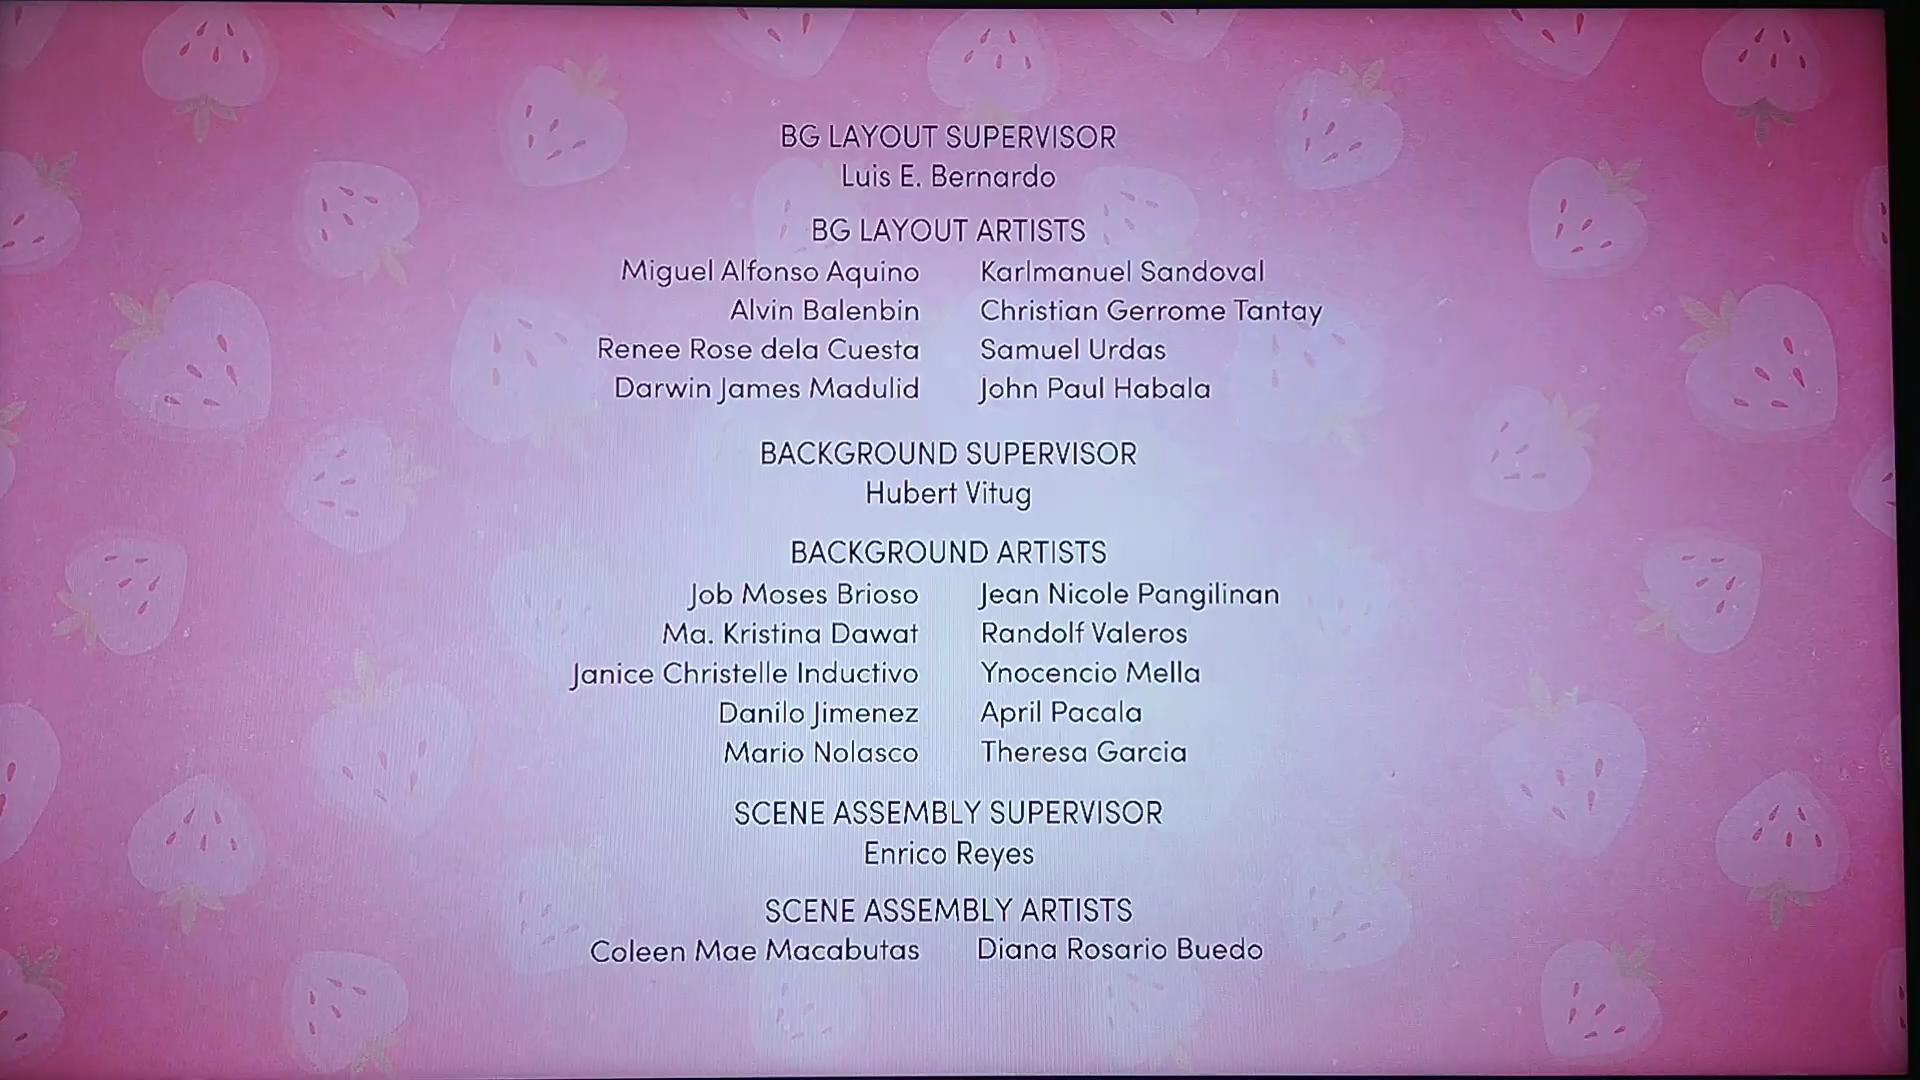 BG LAYOUT SUPERVISOR
Luis E. Bernardo
BG LAYOUT ARTISTS
Miguel Alfonso Aquino Karlmanuel Sandoval
Alvin Balenbin Christian Gerrome Tantay
Renee Rose dela Cuesta Samuel Urdas
Darwin James Madulid John Paul Habala
BACKGROUND SUPERVISOR
Hubert Vitug
BACKGROUND ARTISTS
Job Moses Brioso Jean Nicole Pangilinan
Ma. Kristina Dawat Randolf Valeros
Janice Christelle Inductivo Ynocencio Mella
Danilo Jimenez April Pacala
Mario Nolasco Theresa Garcia
SCENE ASSEMBLY SUPERVISOR
Enrico Reyes
SCENE ASSEMBLY ARTISTS
Coleen Mae Macabutas Diana Rosario Buedo